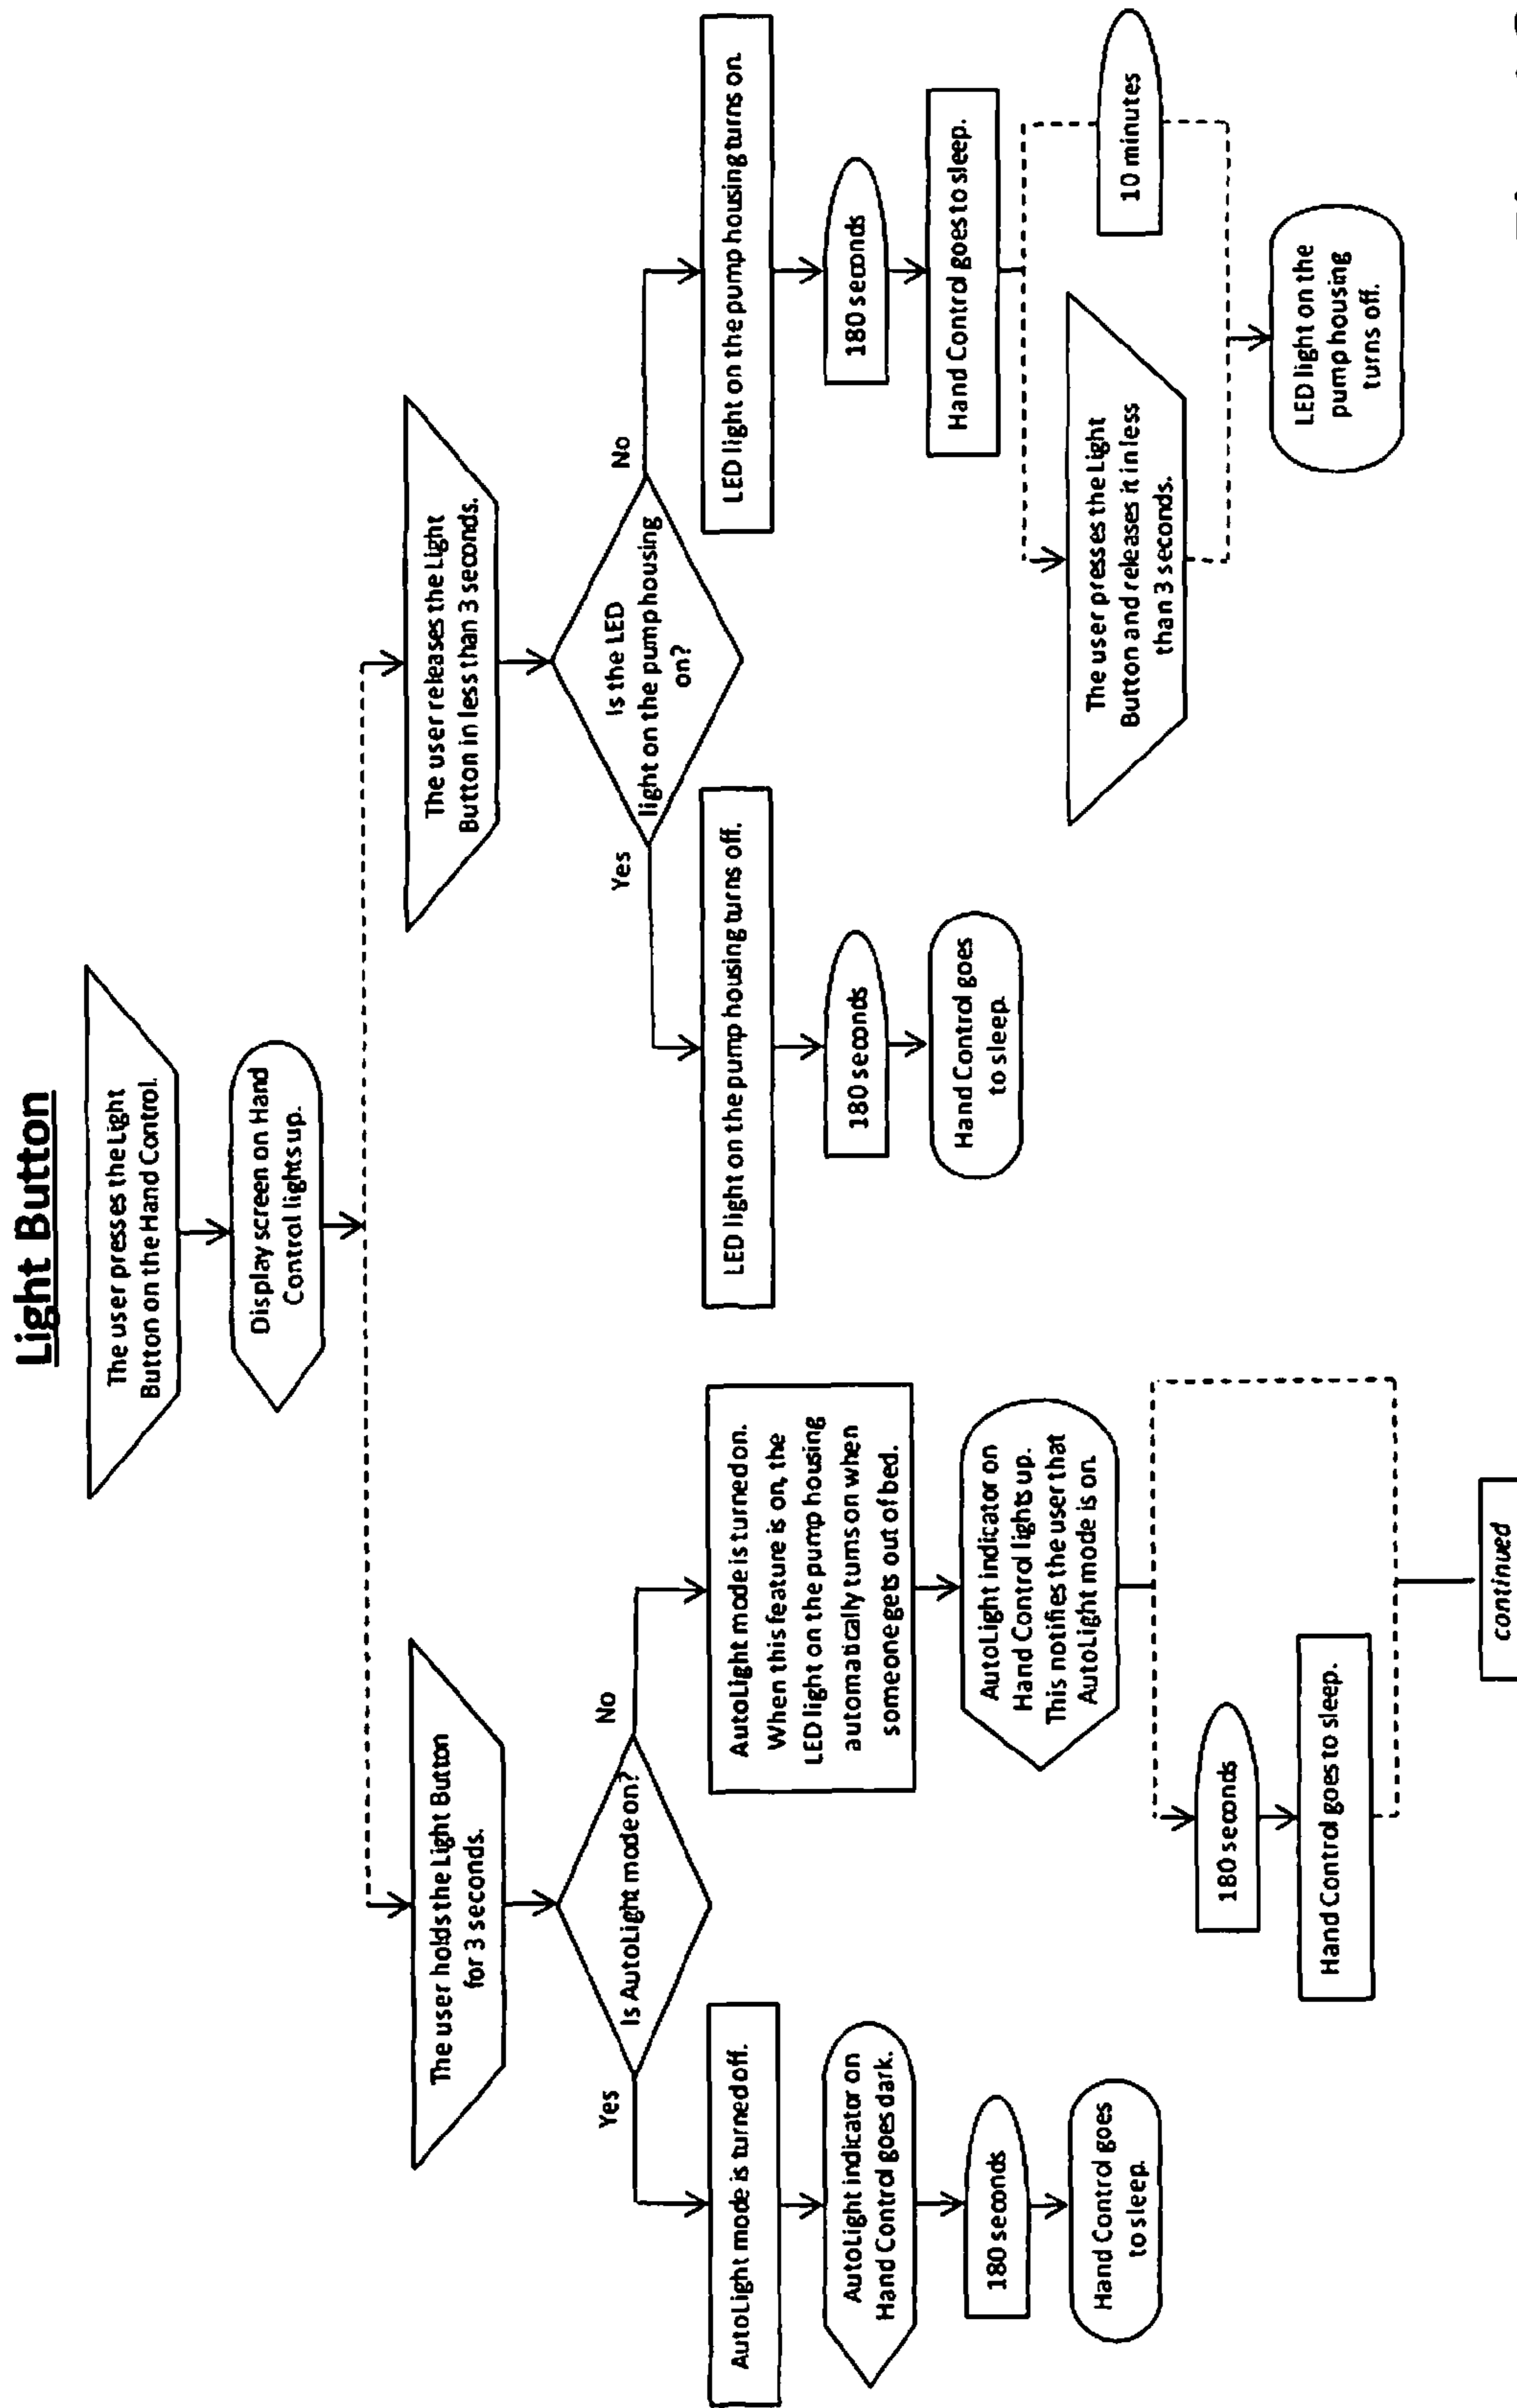 Light Button
The user presses the Light
Button on the Hand Control.
Display screen on Hand
Control lights up.
The user holds the Light Button
for 3 seconds.
Is AutoLight mode on?
Yes
AutoLight mode is turned off.
AutoLight indicator on
Hand Control goes dark.
180 seconds
Hand Control goes
to sleep.
No
AutoLight mode is turned on.
When this feature is on, the
LED light on the pump housing
automatically turns on when
someone gets out of bed.
AutoLight indicator on
Hand Control lights up.
This notifies the user that
AutoLight mode is on.
180 seconds
Hand Control goes to sleep.
continued
The user releases the Light
Button in less than 3 seconds.
Is the LED
light on the pump housing
on?
Yes
LED light on the pump housing turns off.
180 seconds
Hand Control goes
to sleep.
No
LED light on the pump housing turns on.
180 seconds
Hand Control goes to sleep.
The user presses the Light
Button and releases it in less
than 3 seconds.
10 minutes
LED light on the
pump housing
turns off.